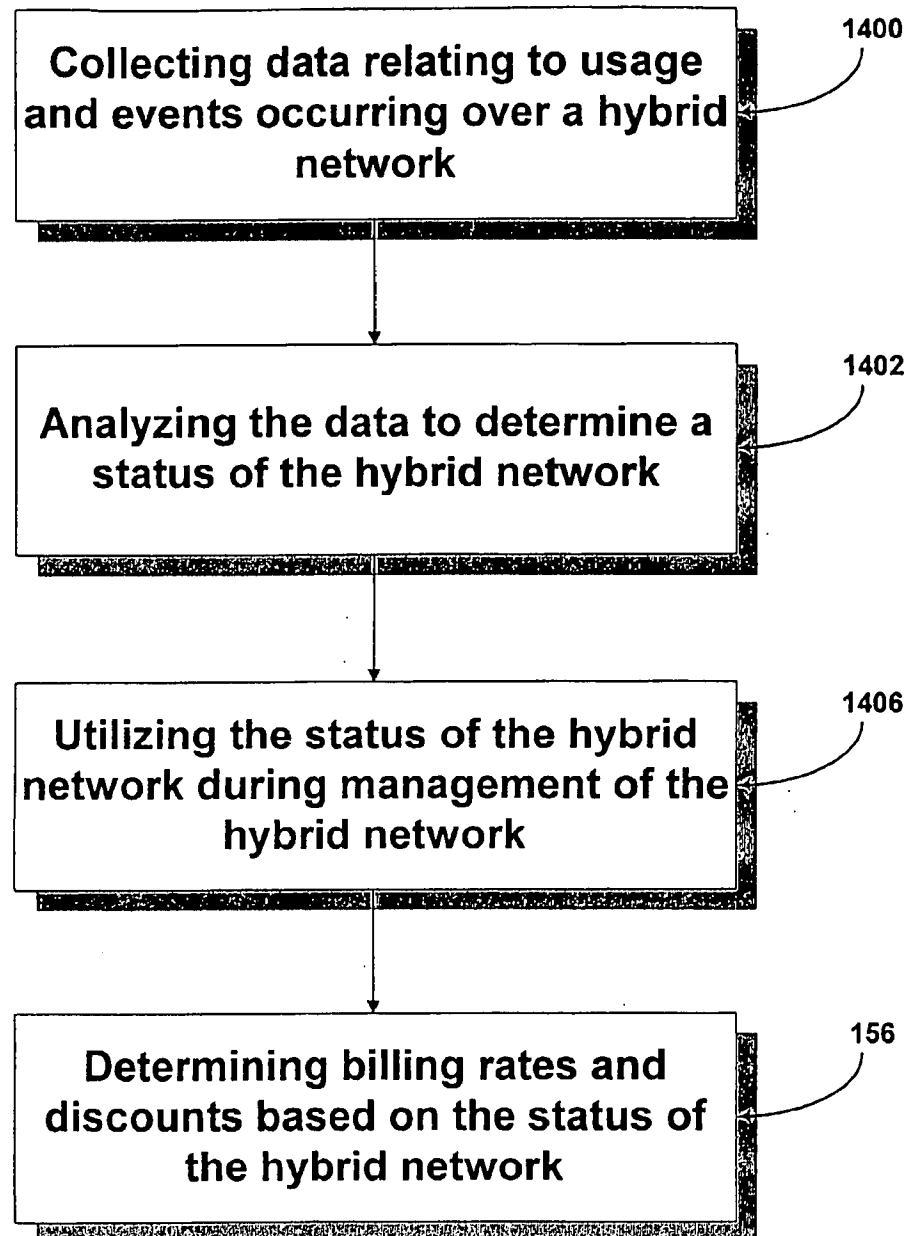 Collecting data relating to usage
and events occurring over a hybrid
network
1400
Analyzing the data to determine a
status of the hybrid network
1402
Utilizing the status of the hybrid
network during management of the
hybrid network
1406
Determining billing rates and
discounts based on the status of
the hybrid network
156